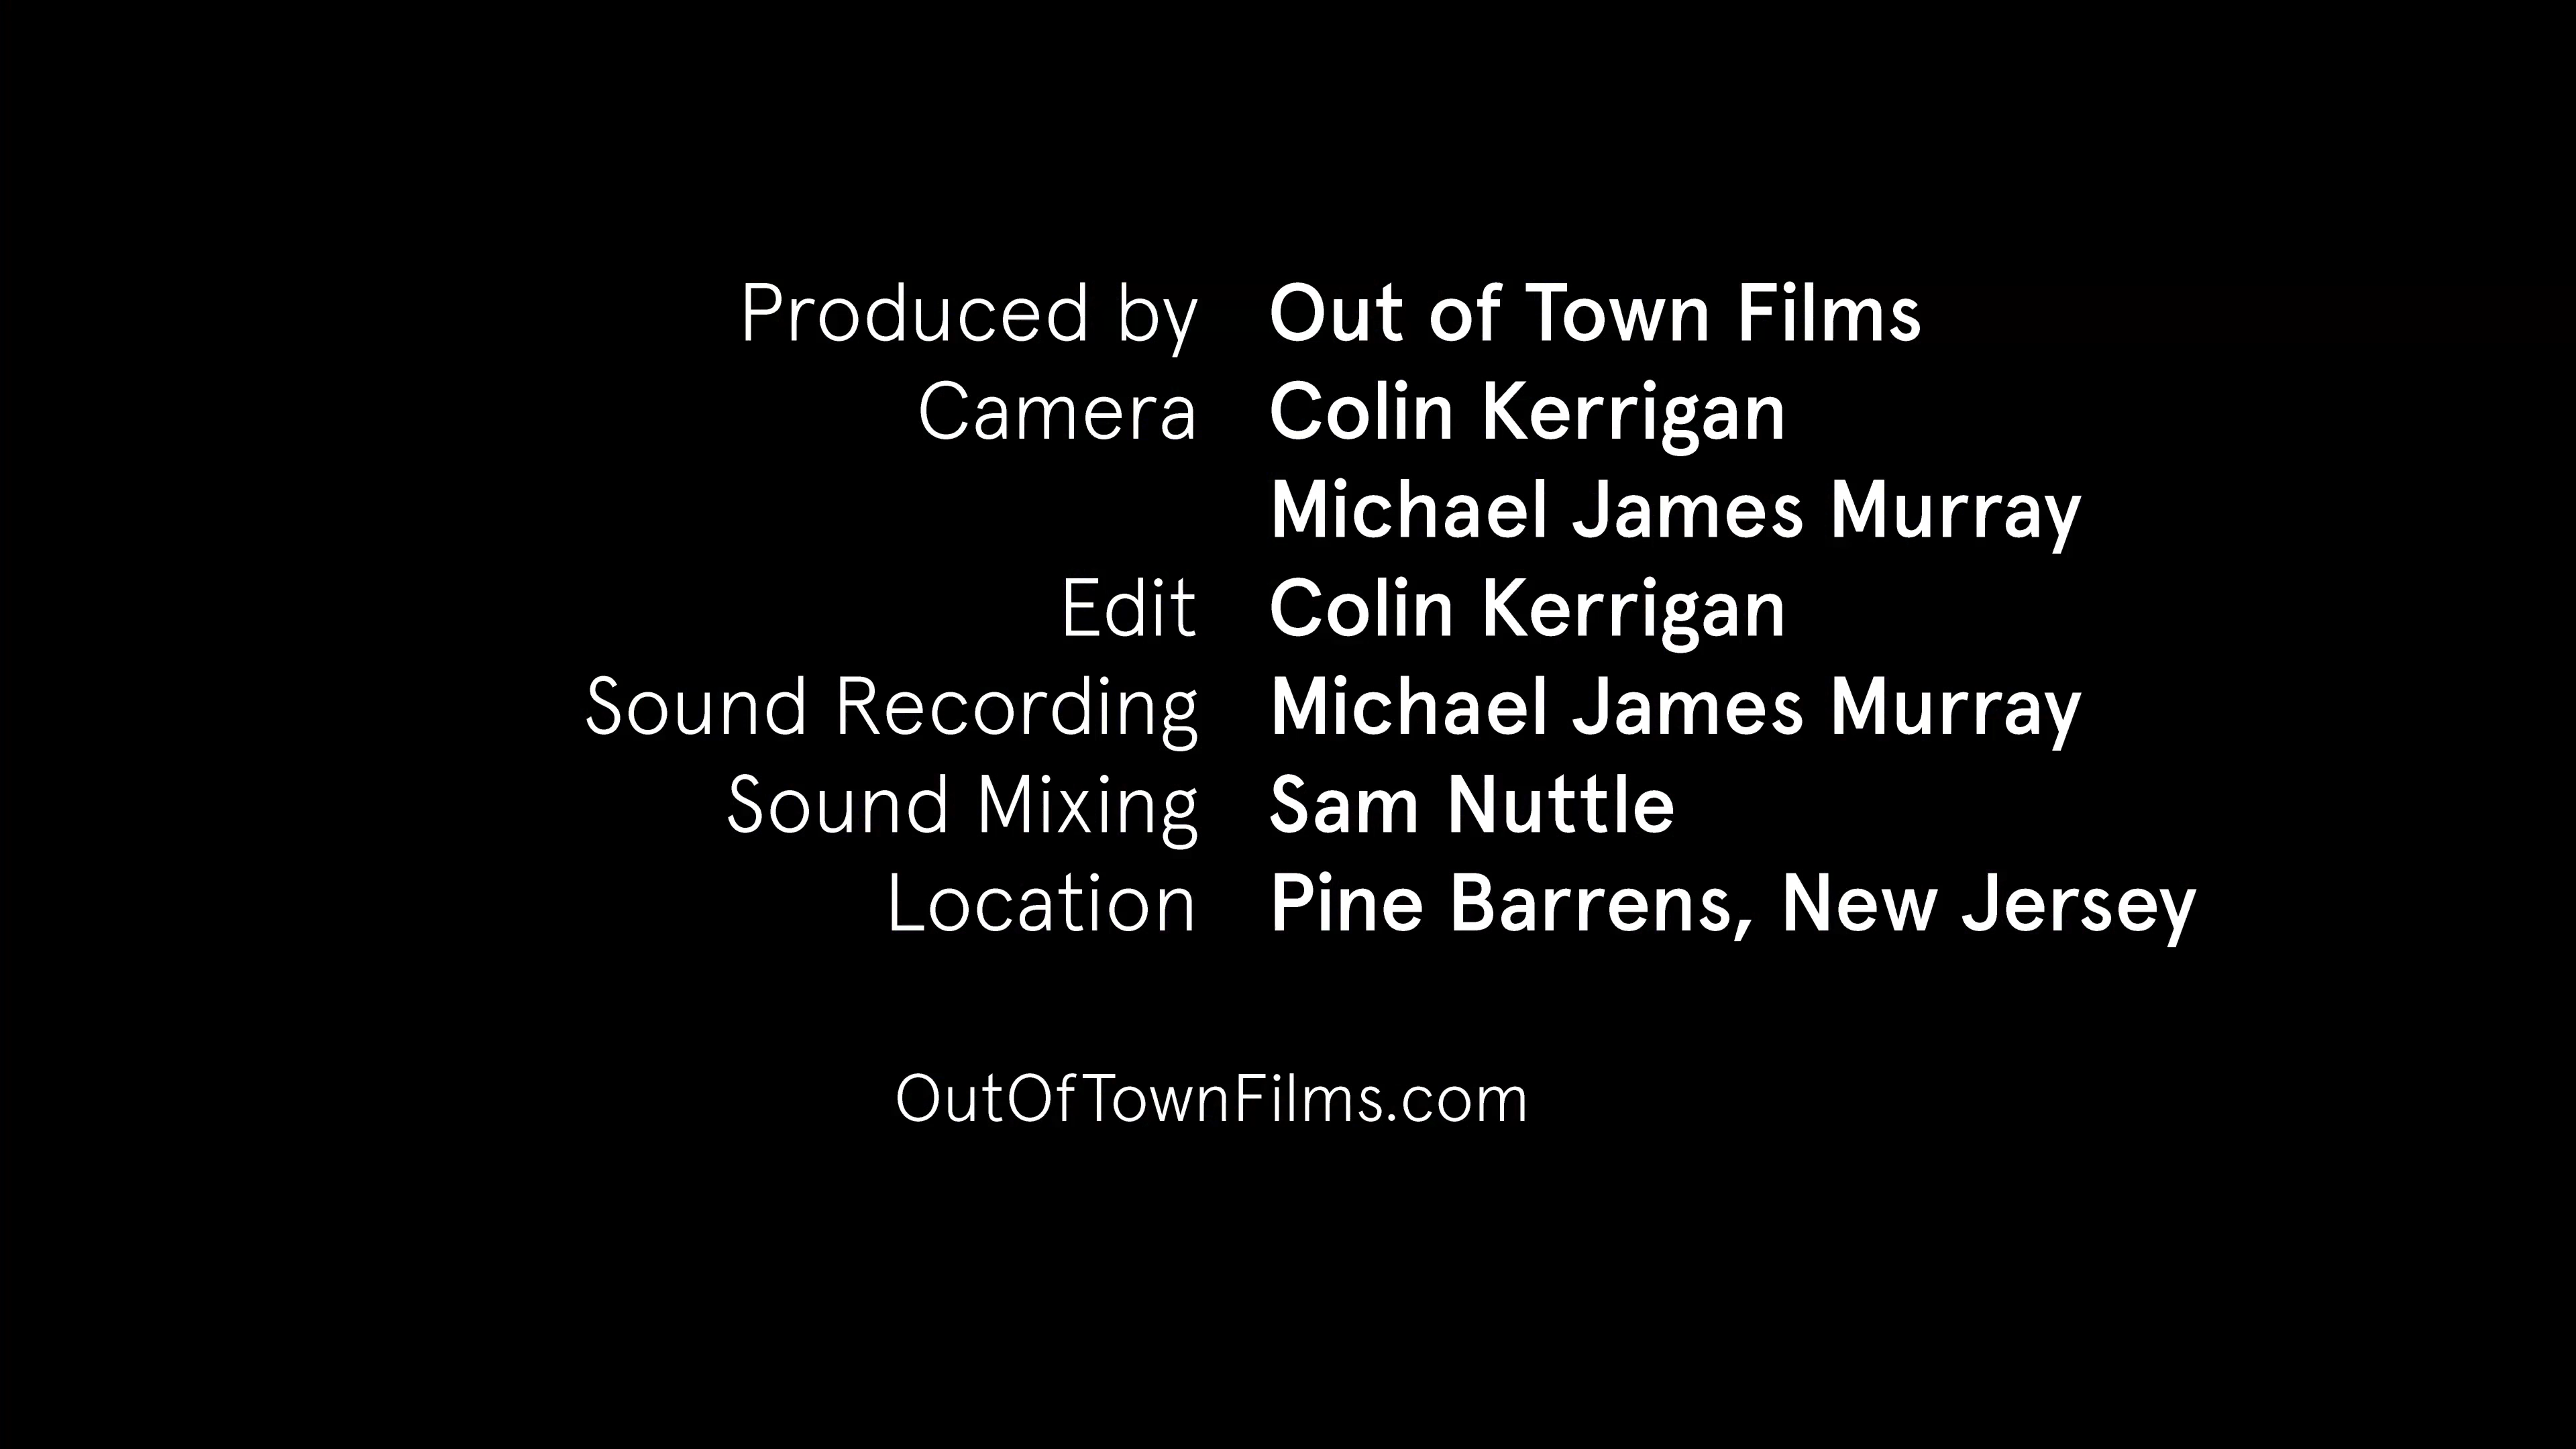 Produced by Out of Town Films
Camera Colin Kerrigan
Michael James Murray
Edit Colin Kerrigan
Sound Recording Michael James Murray
Sound Mixing Sam Nuttle
Location Pine Barrens, New Jersey
OutOfTownFilms.com